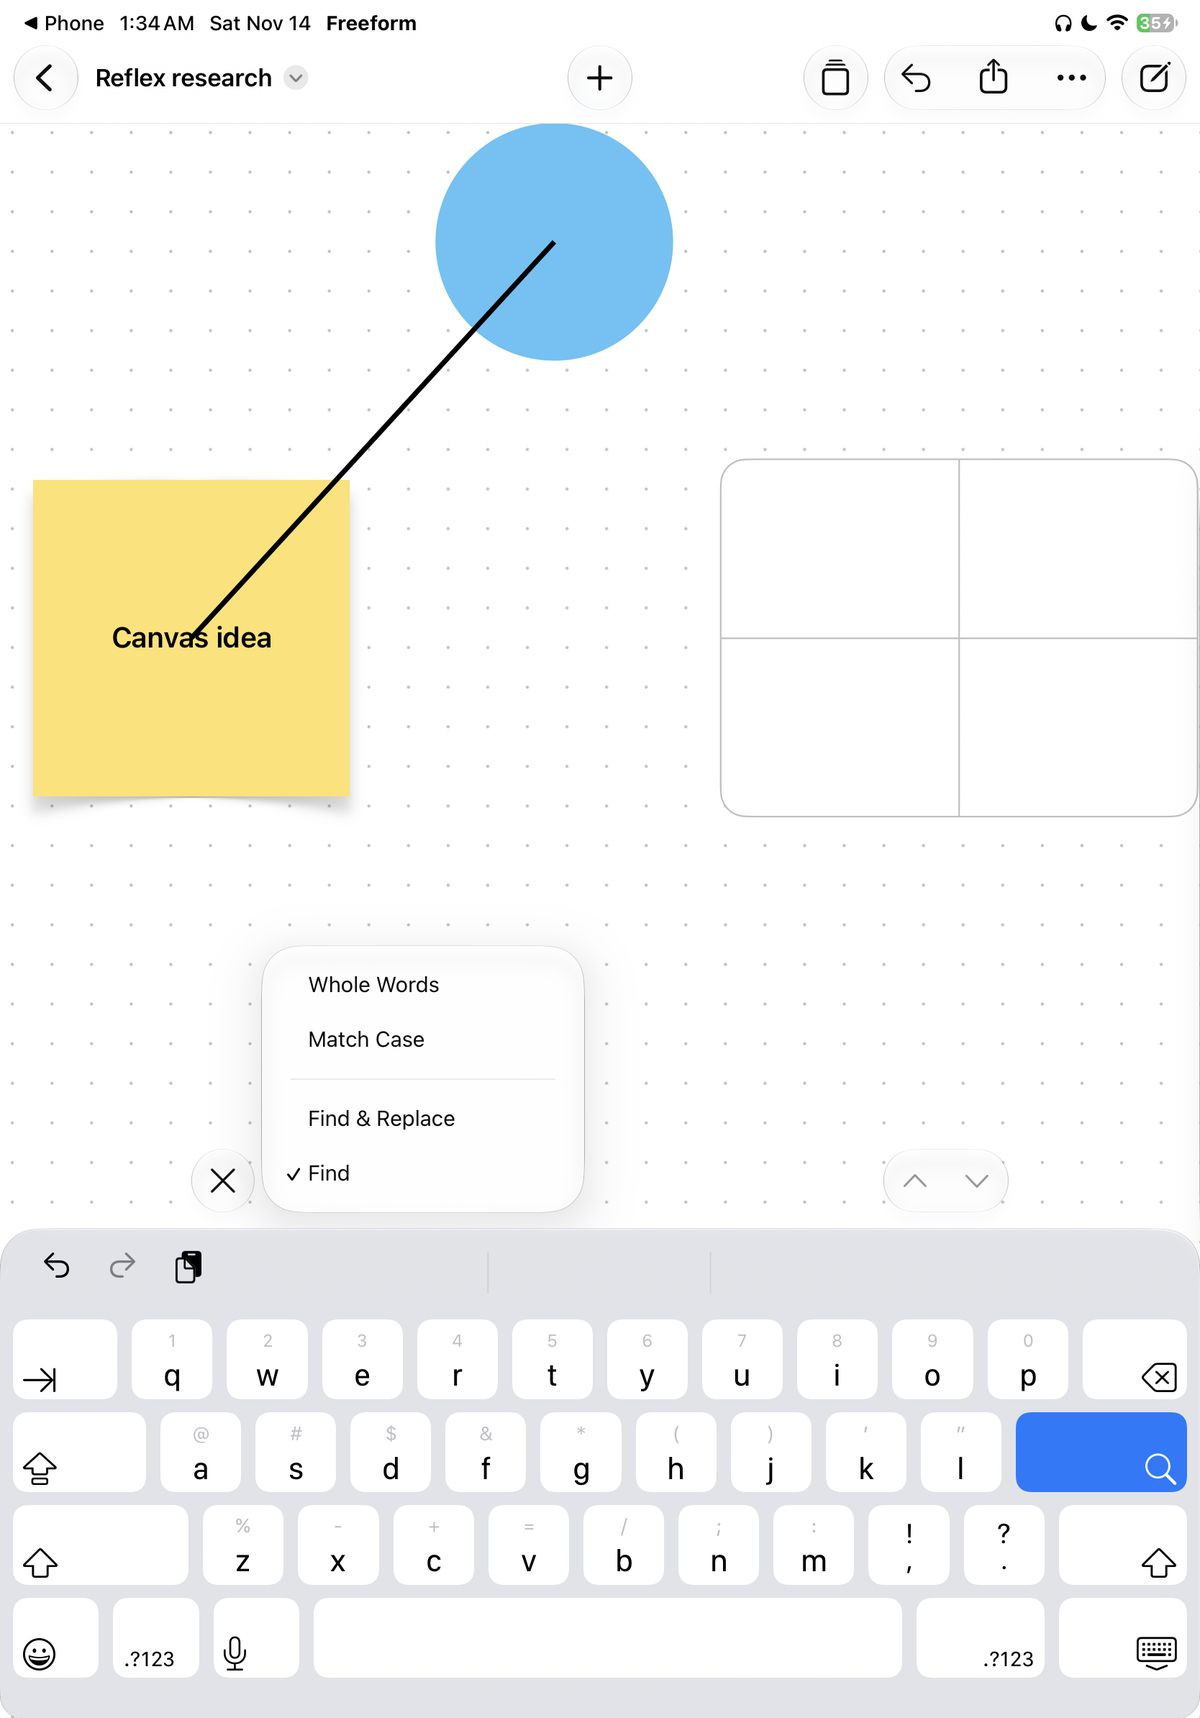 ◀ Phone 1:34 AM Sat Nov 14 Freeform 35
Reflex research
Canvas idea
Whole Words
Match Case
Find & Replace
✓ Find
1 2 3 4 5 6 7 8 9 0
q w e r t y u i o p
@ # $ & * ( ) ' "
a s d f g h j k l
% - + = / ; : ! ?
z x c v b n m , .
.?123 .?123